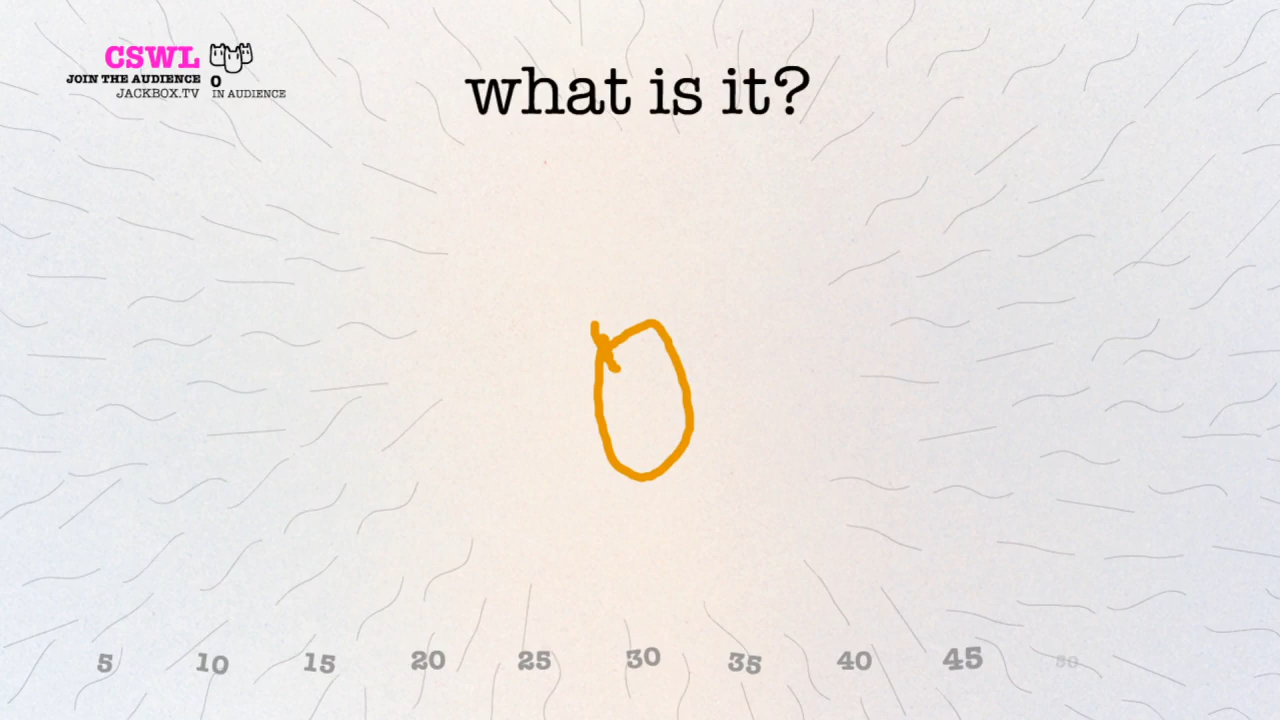 CSWL
JOIN THE AUDIENCE
JACKBOX.TV
0
IN AUDIENCE
what is it?
5 10 15 20 25 30 35 40 45